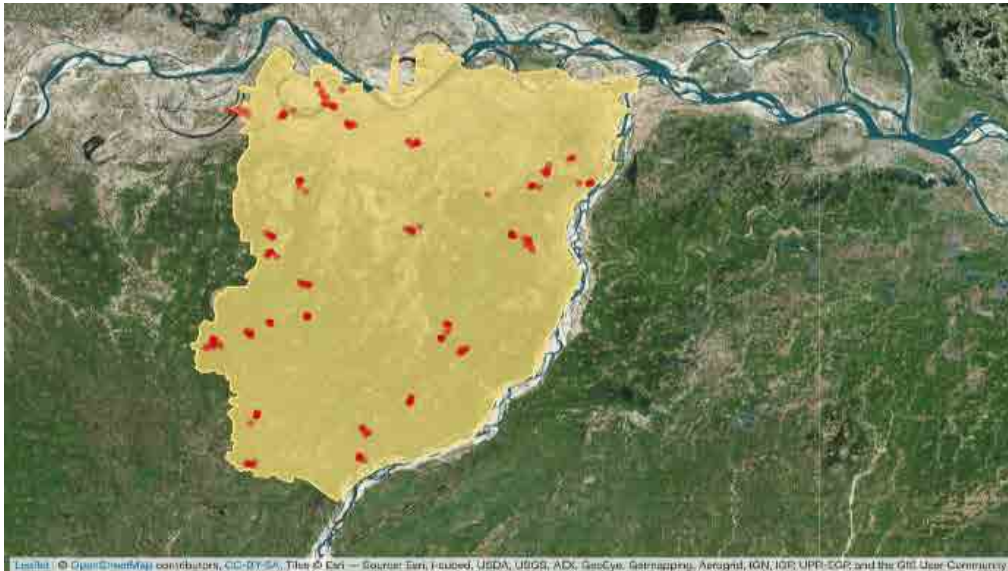 Leaflet | © OpenStreetMap contributors, CC-BY-SA, Tiles © Esri — Source: Esri, i-cubed, USDA, USGS, AEX, GeoEye, Getmapping, Aerogrid, IGN, IGP, UPR-EGP, and the GIS User Community